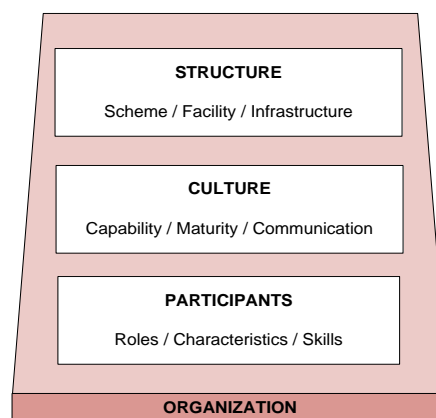 STRUCTURE
Scheme / Facility / Infrastructure
CULTURE
Capability / Maturity / Communication
PARTICIPANTS
Roles / Characteristics / Skills
ORGANIZATION